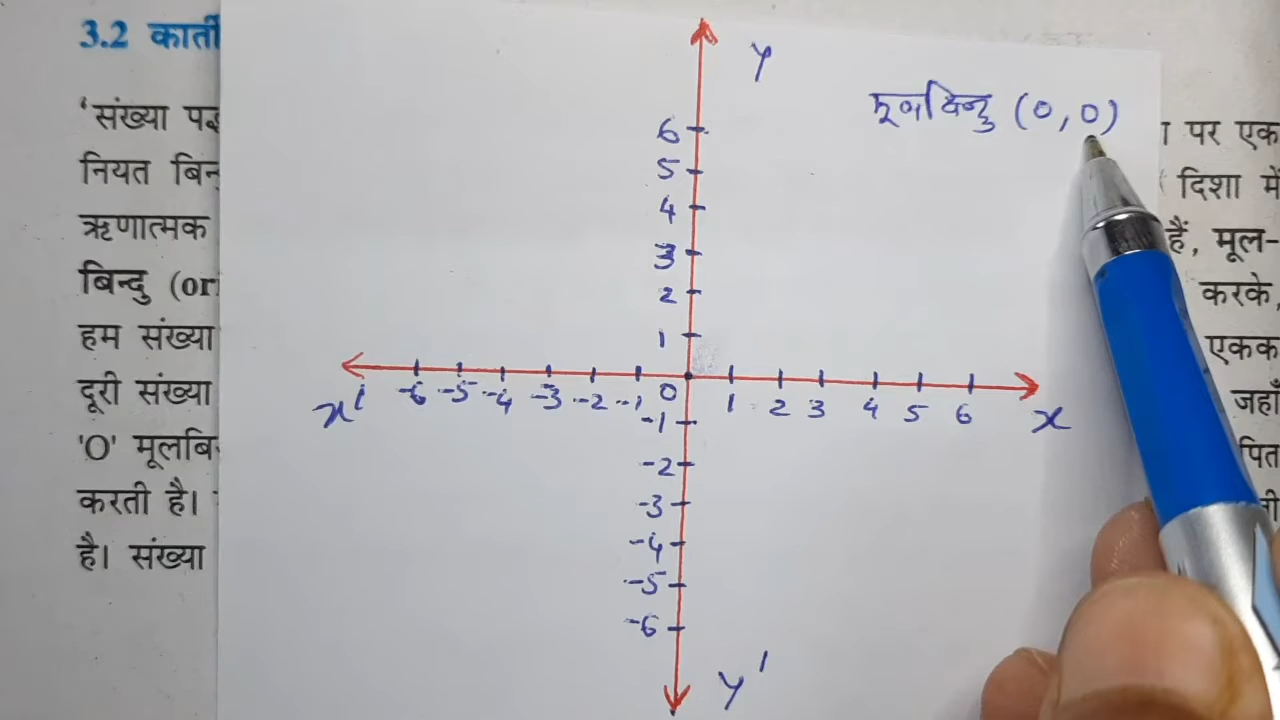 3.2 कार्ती
'संख्या पद्ध
नियत बिन्
ऋणात्मक
बिन्दु (or
हम संख्या
दूरी संख्या
'O' मूलबि
करती है।
है। संख्या
पर एक
दिशा में
हैं, मूल-
करके,
एकक
जहाँ
पित
मूलबिन्दु (0,0)
y
6
5
4
3
2
1
x' -6 -5 -4 -3 -2 -1 0 1 2 3 4 5 6 x
-1
-2
-3
-4
-5
-6
y'